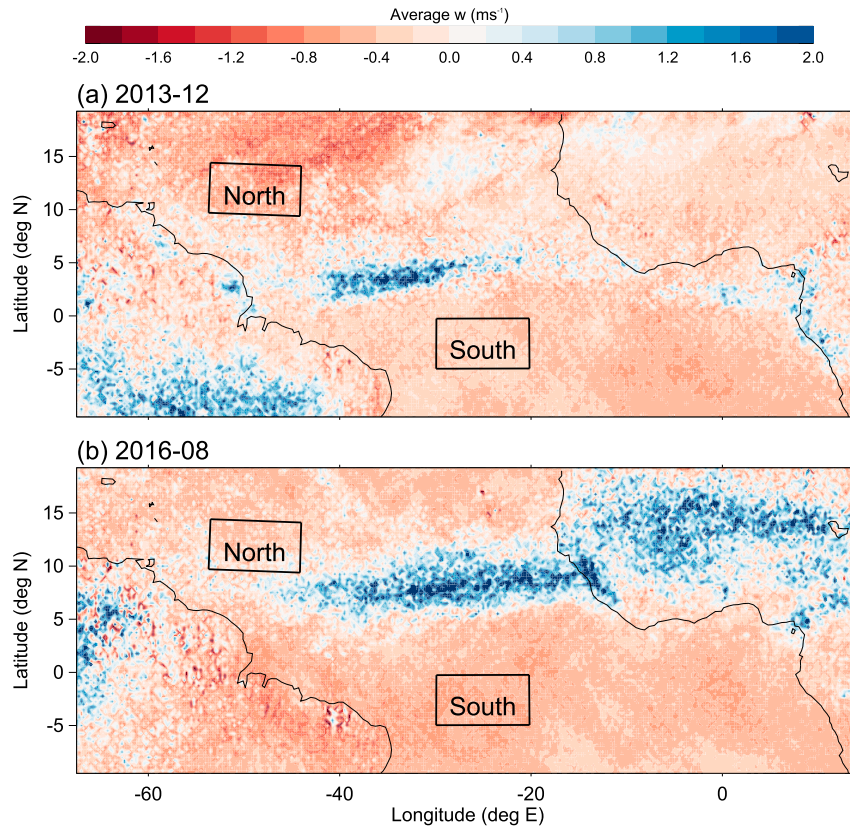 Average w (ms⁻¹)
-2.0 -1.6 -1.2 -0.8 -0.4 0.0 0.4 0.8 1.2 1.6 2.0
(a) 2013-12
15
10
5
0
-5
Latitude (deg N)
North
South
(b) 2016-08
15
10
5
0
-5
Latitude (deg N)
North
South
-60 -40 -20 0
Longitude (deg E)